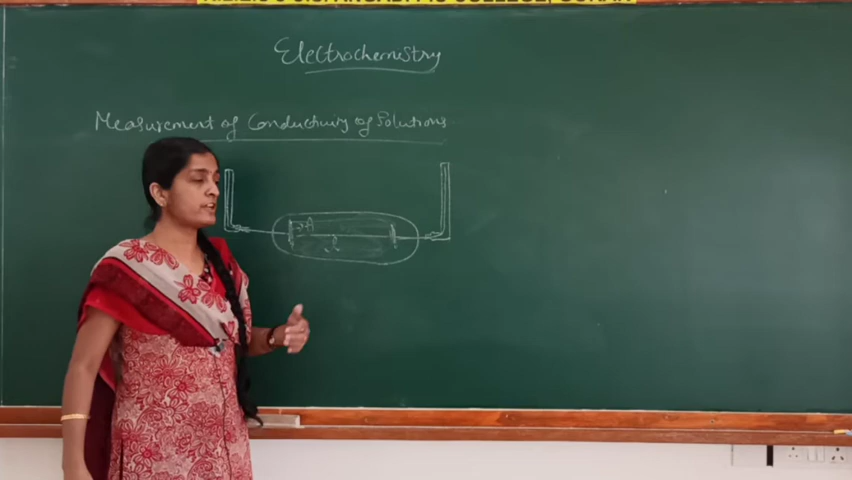 Electrochemistry
Measurement of Conductivity of Solutions
A
l